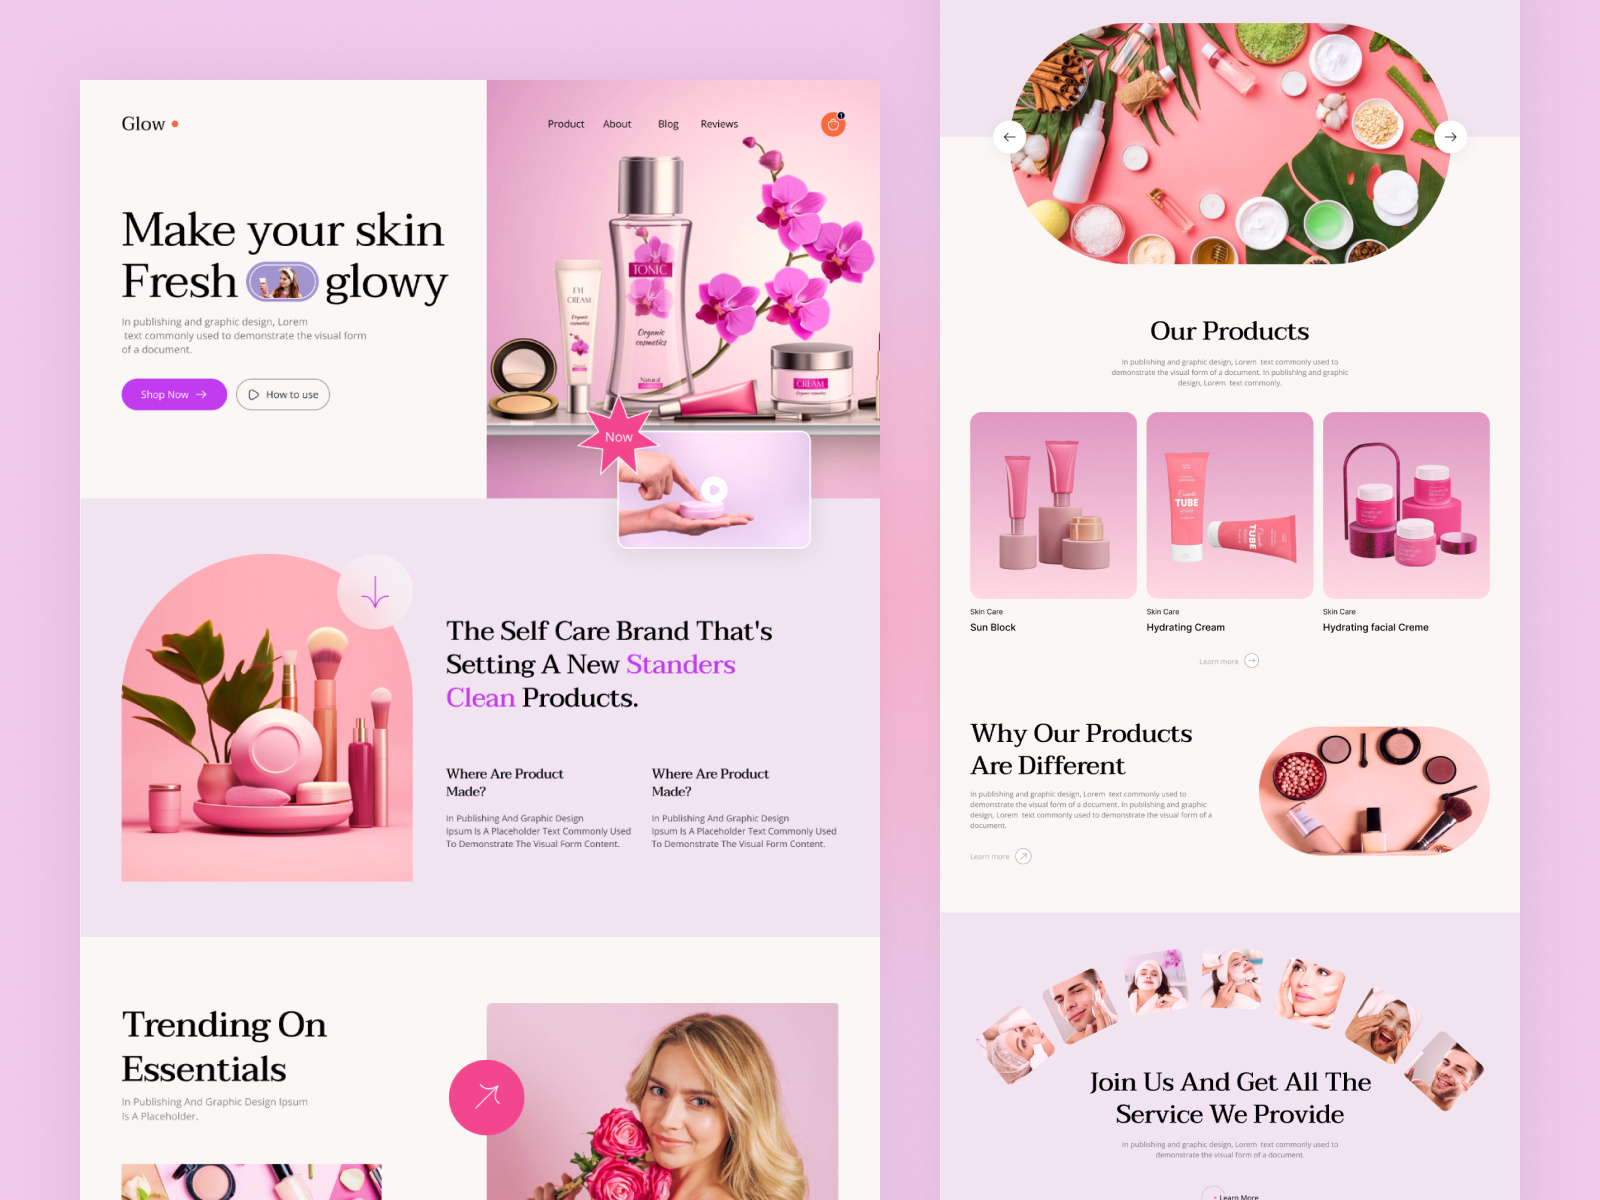 Glow
Product About Blog Reviews
1
Make your skin
Fresh glowy
In publishing and graphic design, Lorem
text commonly used to demonstrate the visual form
of a document.
Shop Now
How to use
TONIC
Organic
cosmetics
Natural
EYE
CREAM
Organic
cosmetics
CREAM
Organic cosmetics
Now
The Self Care Brand That's
Setting A New Standers
Clean Products.
Where Are Product
Made?
In Publishing And Graphic Design
Ipsum Is A Placeholder Text Commonly Used
To Demonstrate The Visual Form Content.
Where Are Product
Made?
In Publishing And Graphic Design
Ipsum Is A Placeholder Text Commonly Used
To Demonstrate The Visual Form Content.
Trending On
Essentials
In Publishing And Graphic Design Ipsum
Is A Placeholder.
Our Products
In publishing and graphic design, Lorem text commonly used to
demonstrate the visual form of a document. In publishing and graphic
design, Lorem text commonly.
TUBE
TUBE
Skin Care
Sun Block
Skin Care
Hydrating Cream
Skin Care
Hydrating facial Creme
Learn more
Why Our Products
Are Different
In publishing and graphic design, Lorem text commonly used to
demonstrate the visual form of a document. In publishing and graphic
design, Lorem text commonly used to demonstrate the visual form of a
document.
Learn more
Join Us And Get All The
Service We Provide
In publishing and graphic design, Lorem text commonly used to
demonstrate the visual form of a document.
Learn More